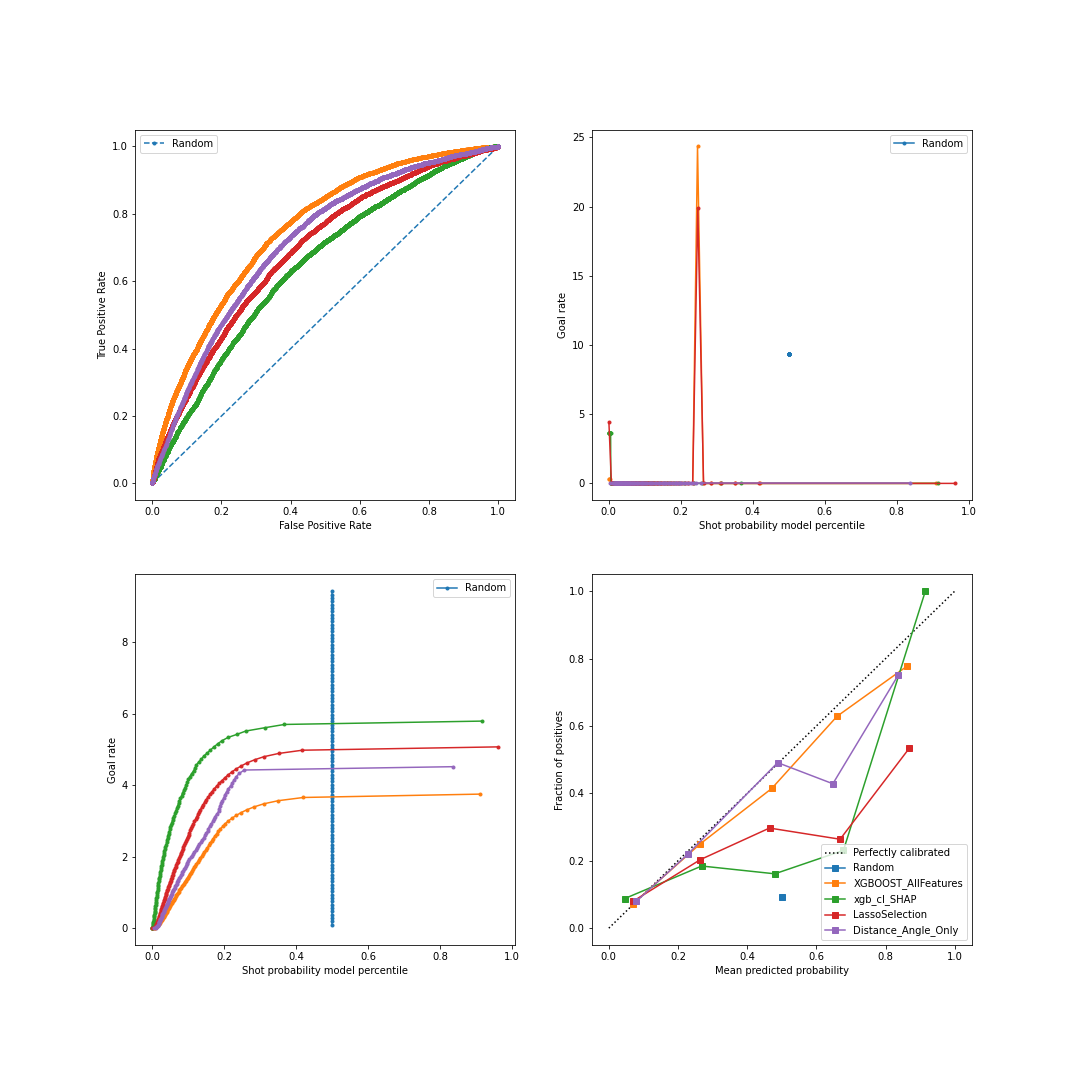 Random
True Positive Rate
0.0 0.2 0.4 0.6 0.8 1.0
0.0 0.2 0.4 0.6 0.8 1.0
False Positive Rate
Random
Goal rate
25
20
15
10
5
0
0.0 0.2 0.4 0.6 0.8 1.0
Shot probability model percentile
Random
Goal rate
8
6
4
2
0
0.0 0.2 0.4 0.6 0.8 1.0
Shot probability model percentile
Fraction of positives
1.0
0.8
0.6
0.4
0.2
0.0
Perfectly calibrated
Random
XGBOOST_AllFeatures
xgb_cl_SHAP
LassoSelection
Distance_Angle_Only
0.0 0.2 0.4 0.6 0.8 1.0
Mean predicted probability